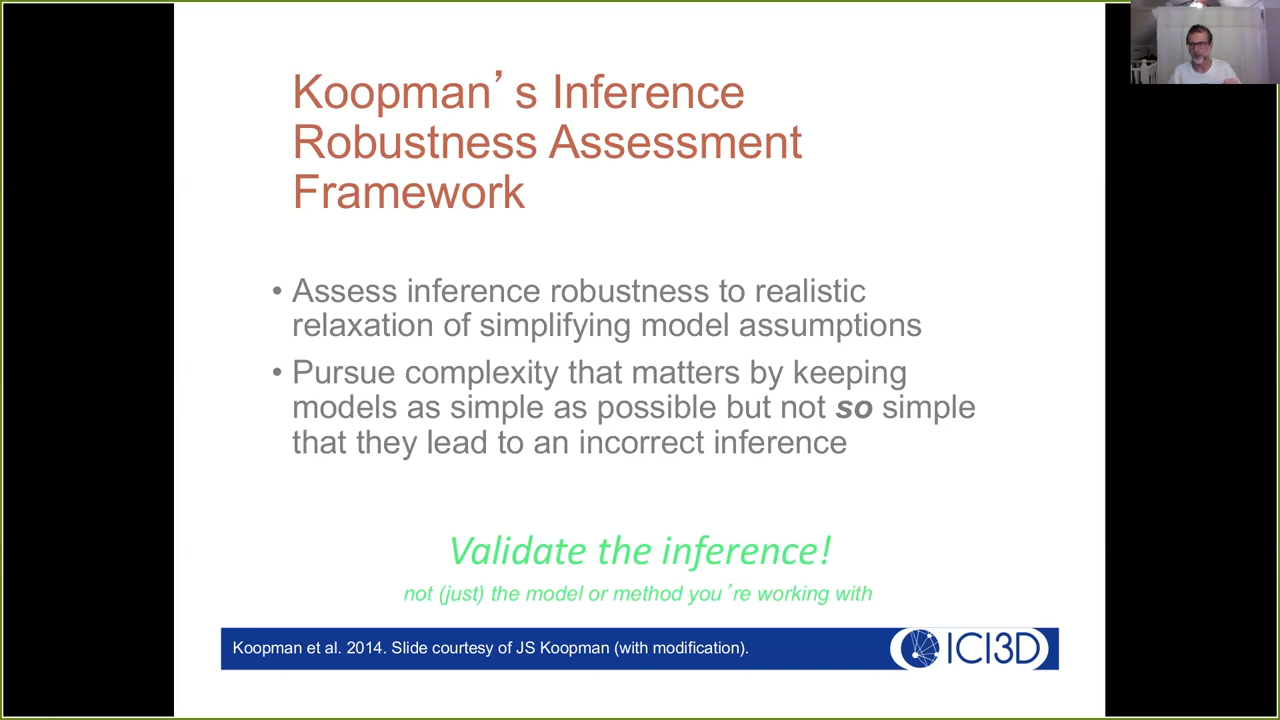 Koopman’s Inference
Robustness Assessment
Framework
• Assess inference robustness to realistic
relaxation of simplifying model assumptions
• Pursue complexity that matters by keeping
models as simple as possible but not so simple
that they lead to an incorrect inference
Validate the inference!
not (just) the model or method you’re working with
Koopman et al. 2014. Slide courtesy of JS Koopman (with modification).
ICI3D